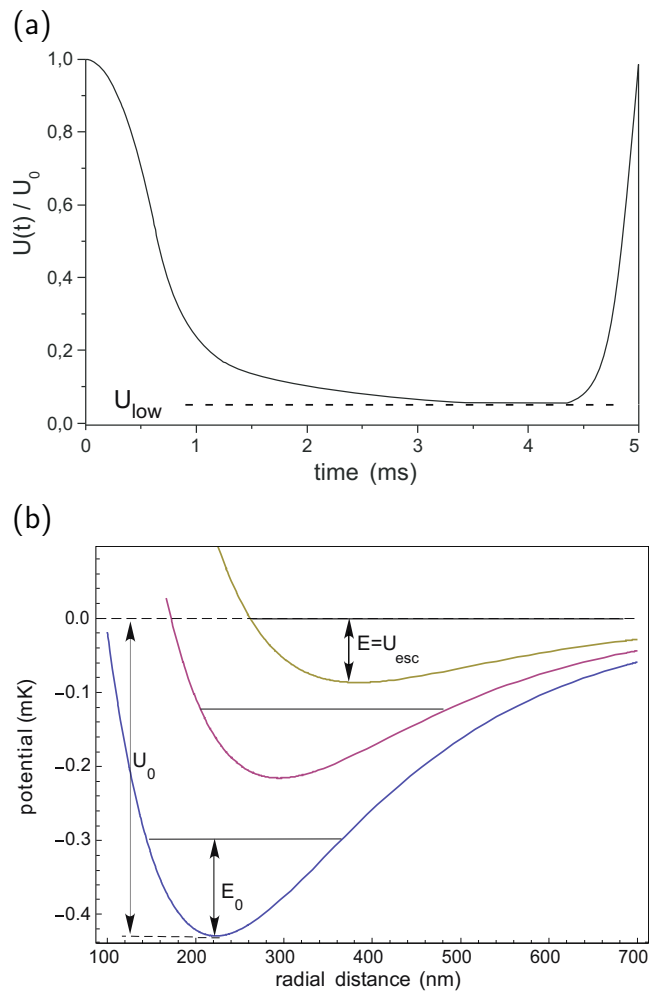 (a)
1,0
0,8
0,6
0,4
0,2
0,0
U(t) / U0
Ulow
0 1 2 3 4 5
time (ms)
(b)
0.0
−0.1
−0.2
−0.3
−0.4
potential (mK)
E=Uesc
U0
E0
100 200 300 400 500 600 700
radial distance (nm)